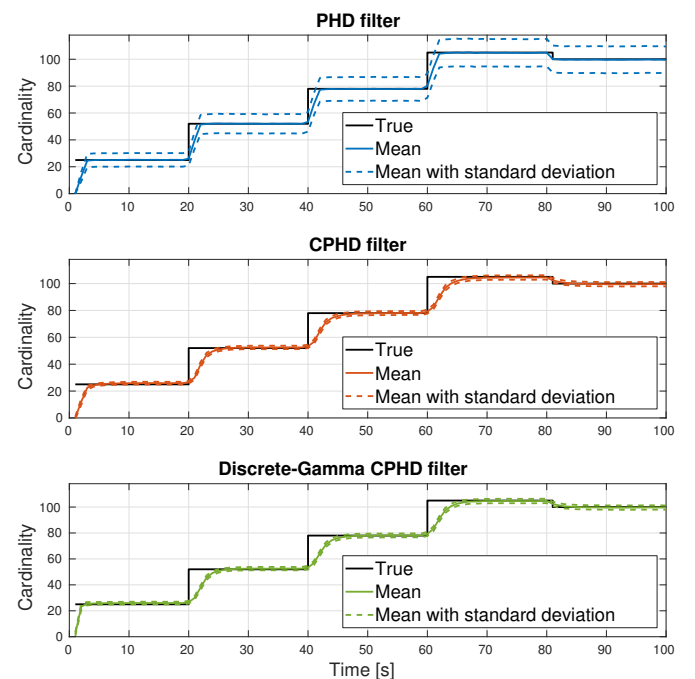 PHD filter
Cardinality
100
80
60
40
20
0
True
Mean
Mean with standard deviation
0 10 20 30 40 50 60 70 80 90 100
CPHD filter
Cardinality
100
80
60
40
20
0
True
Mean
Mean with standard deviation
0 10 20 30 40 50 60 70 80 90 100
Discrete-Gamma CPHD filter
Cardinality
100
80
60
40
20
0
True
Mean
Mean with standard deviation
0 10 20 30 40 50 60 70 80 90 100
Time [s]